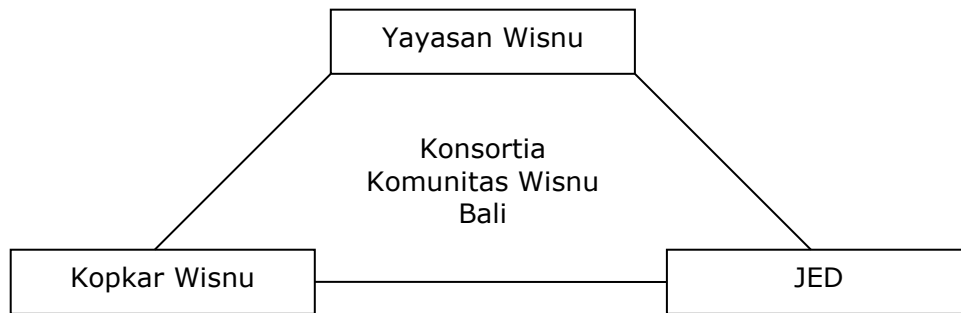 Yayasan Wisnu
Konsortia
Komunitas Wisnu
Bali
Kopkar Wisnu
JED